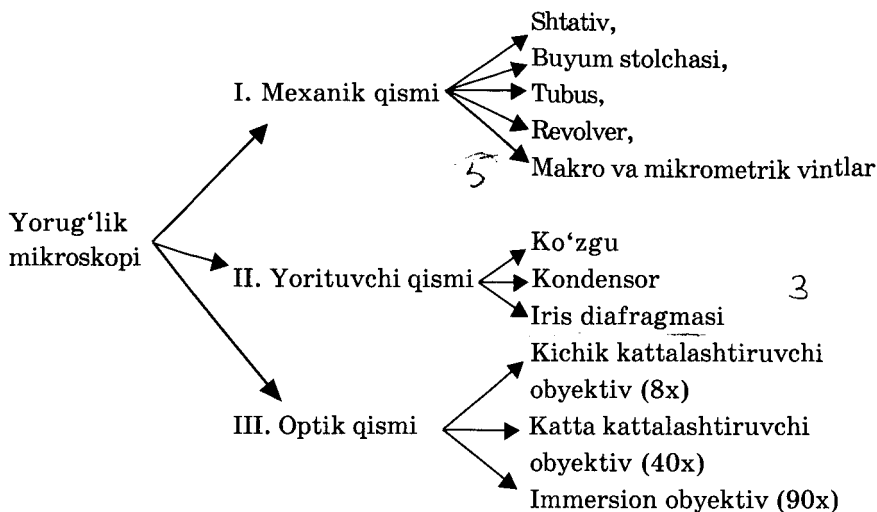 Shtativ,
Buyum stolchasi,
I. Mexanik qismi
Tubus,
Revolver,
5
Makro va mikrometrik vintlar
Yorug‘lik
mikroskopi
Ko‘zgu
II. Yorituvchi qismi
Kondensor
3
Iris diafragmasi
Kichik kattalashtiruvchi
obyektiv (8x)
III. Optik qismi
Katta kattalashtiruvchi
obyektiv (40x)
Immersion obyektiv (90x)